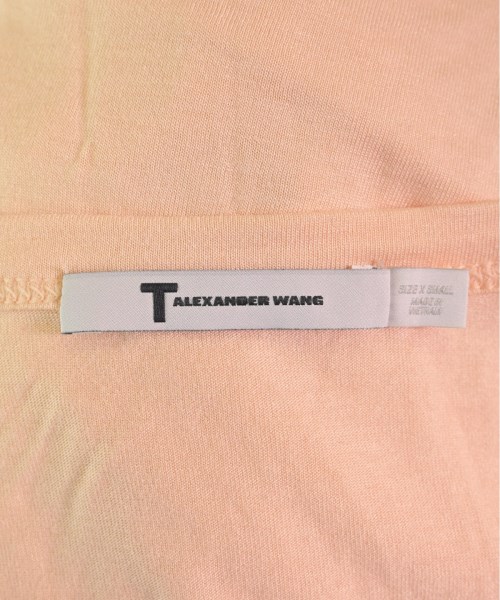 T ALEXANDER WANG
SIZE X SMALL
MADE IN
VIETNAM